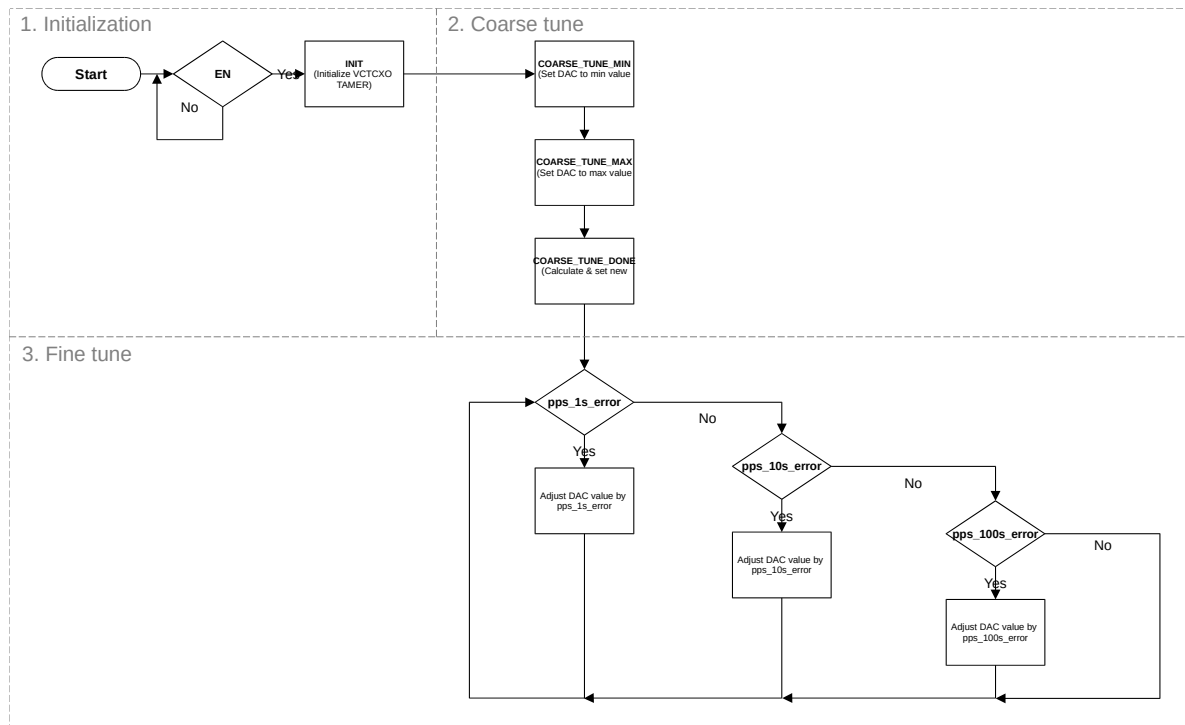 1. Initialization
2. Coarse tune
Start
EN
Yes
No
INIT
(Initialize VCTCXO
TAMER)
COARSE_TUNE_MIN
(Set DAC to min value
COARSE_TUNE_MAX
(Set DAC to max value
COARSE_TUNE_DONE
(Calculate & set new
3. Fine tune
pps_1s_error
No
Yes
Adjust DAC value by
pps_1s_error
pps_10s_error
No
Yes
Adjust DAC value by
pps_10s_error
pps_100s_error
No
Yes
Adjust DAC value by
pps_100s_error